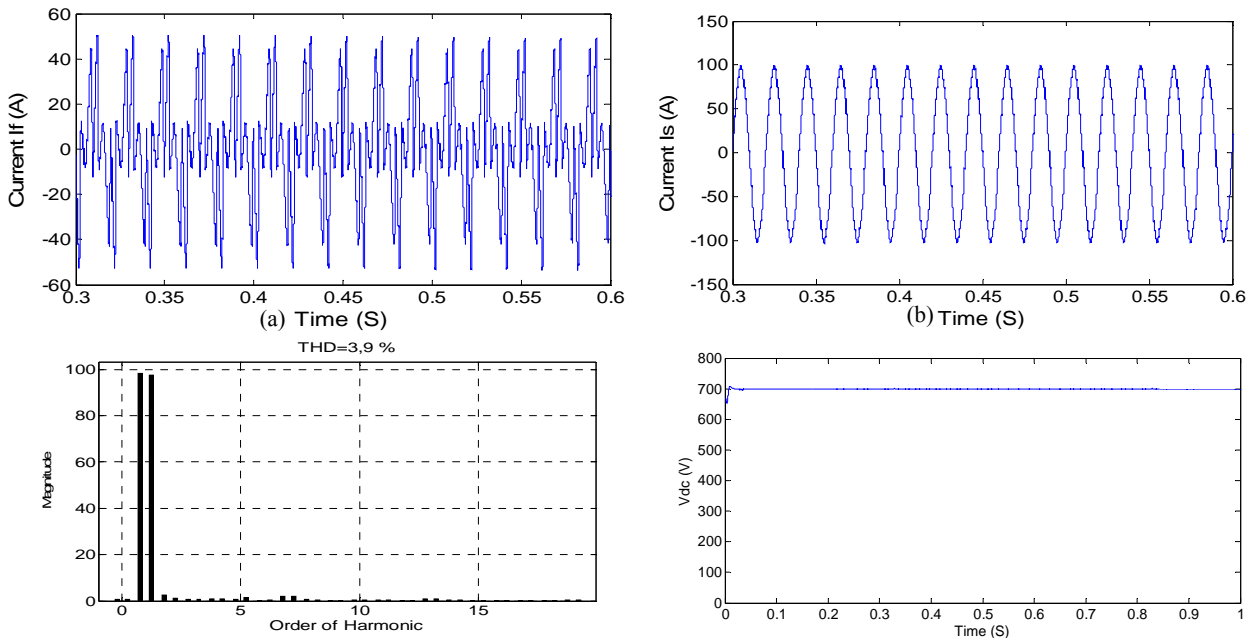 60
40
20
0
-20
-40
-60
Current If (A)
0.3 0.35 0.4 0.45 0.5 0.55 0.6
(a) Time (S)
150
100
50
0
-50
-100
-150
Current Is (A)
0.3 0.35 0.4 0.45 0.5 0.55 0.6
(b) Time (S)
THD=3,9 %
100
80
60
40
20
0
Magnitude
0 5 10 15
Order of Harmonic
800
700
600
500
400
300
200
100
0
Vdc (V)
0 0.1 0.2 0.3 0.4 0.5 0.6 0.7 0.8 0.9 1
Time (S)